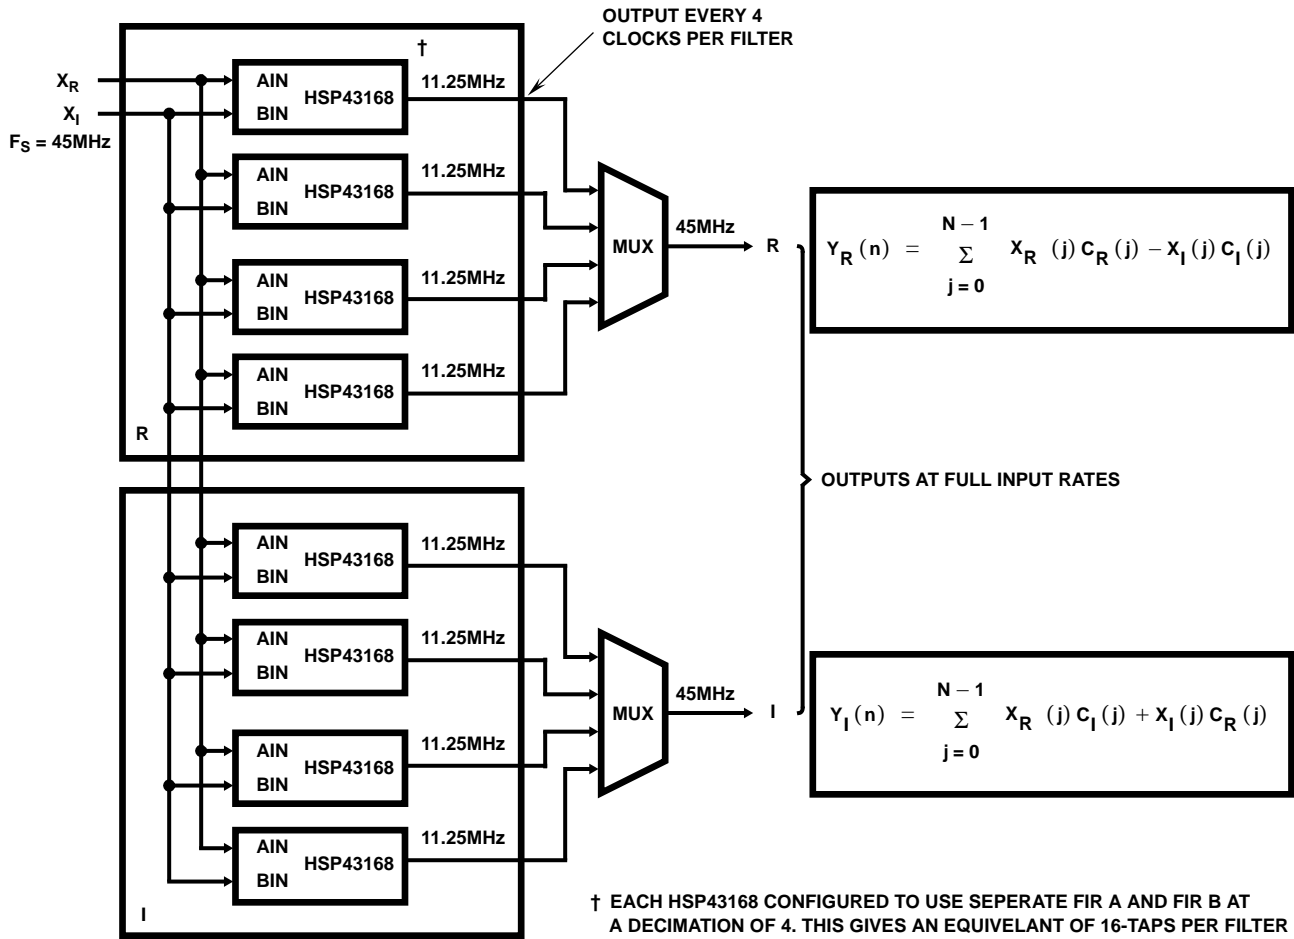 OUTPUT EVERY 4
CLOCKS PER FILTER
†
XR
XI
FS = 45MHz
AIN
BIN
HSP43168
11.25MHz
AIN
BIN
HSP43168
11.25MHz
AIN
BIN
HSP43168
11.25MHz
AIN
BIN
HSP43168
11.25MHz
R
MUX
45MHz
R
YR(n) = N – 1 Σ j = 0 XR (j) CR(j) – XI(j) CI(j)
OUTPUTS AT FULL INPUT RATES
AIN
BIN
HSP43168
11.25MHz
AIN
BIN
HSP43168
11.25MHz
AIN
BIN
HSP43168
11.25MHz
AIN
BIN
HSP43168
11.25MHz
I
MUX
45MHz
I
YI(n) = N – 1 Σ j = 0 XR (j) CI(j) + XI(j) CR(j)
† EACH HSP43168 CONFIGURED TO USE SEPERATE FIR A AND FIR B AT
A DECIMATION OF 4. THIS GIVES AN EQUIVELANT OF 16-TAPS PER FILTER